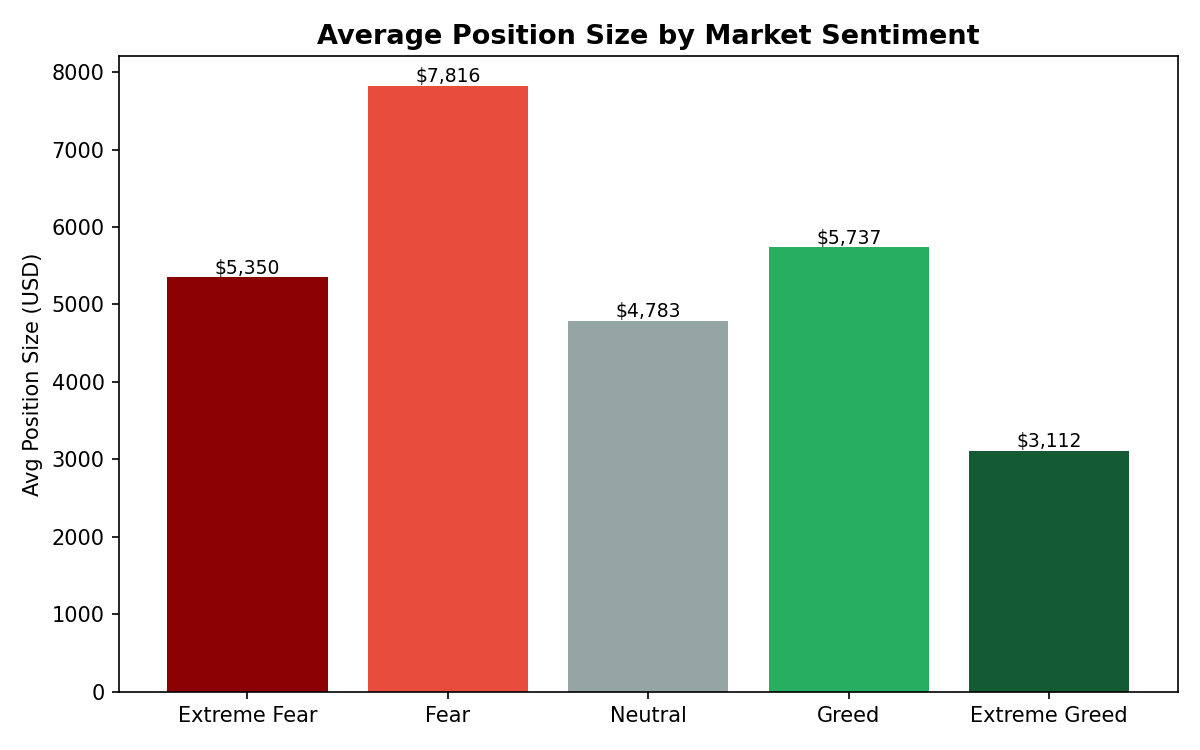 Average Position Size by Market Sentiment
Avg Position Size (USD)
8000
7000
6000
5000
4000
3000
2000
1000
0
$5,350
$7,816
$4,783
$5,737
$3,112
Extreme Fear
Fear
Neutral
Greed
Extreme Greed